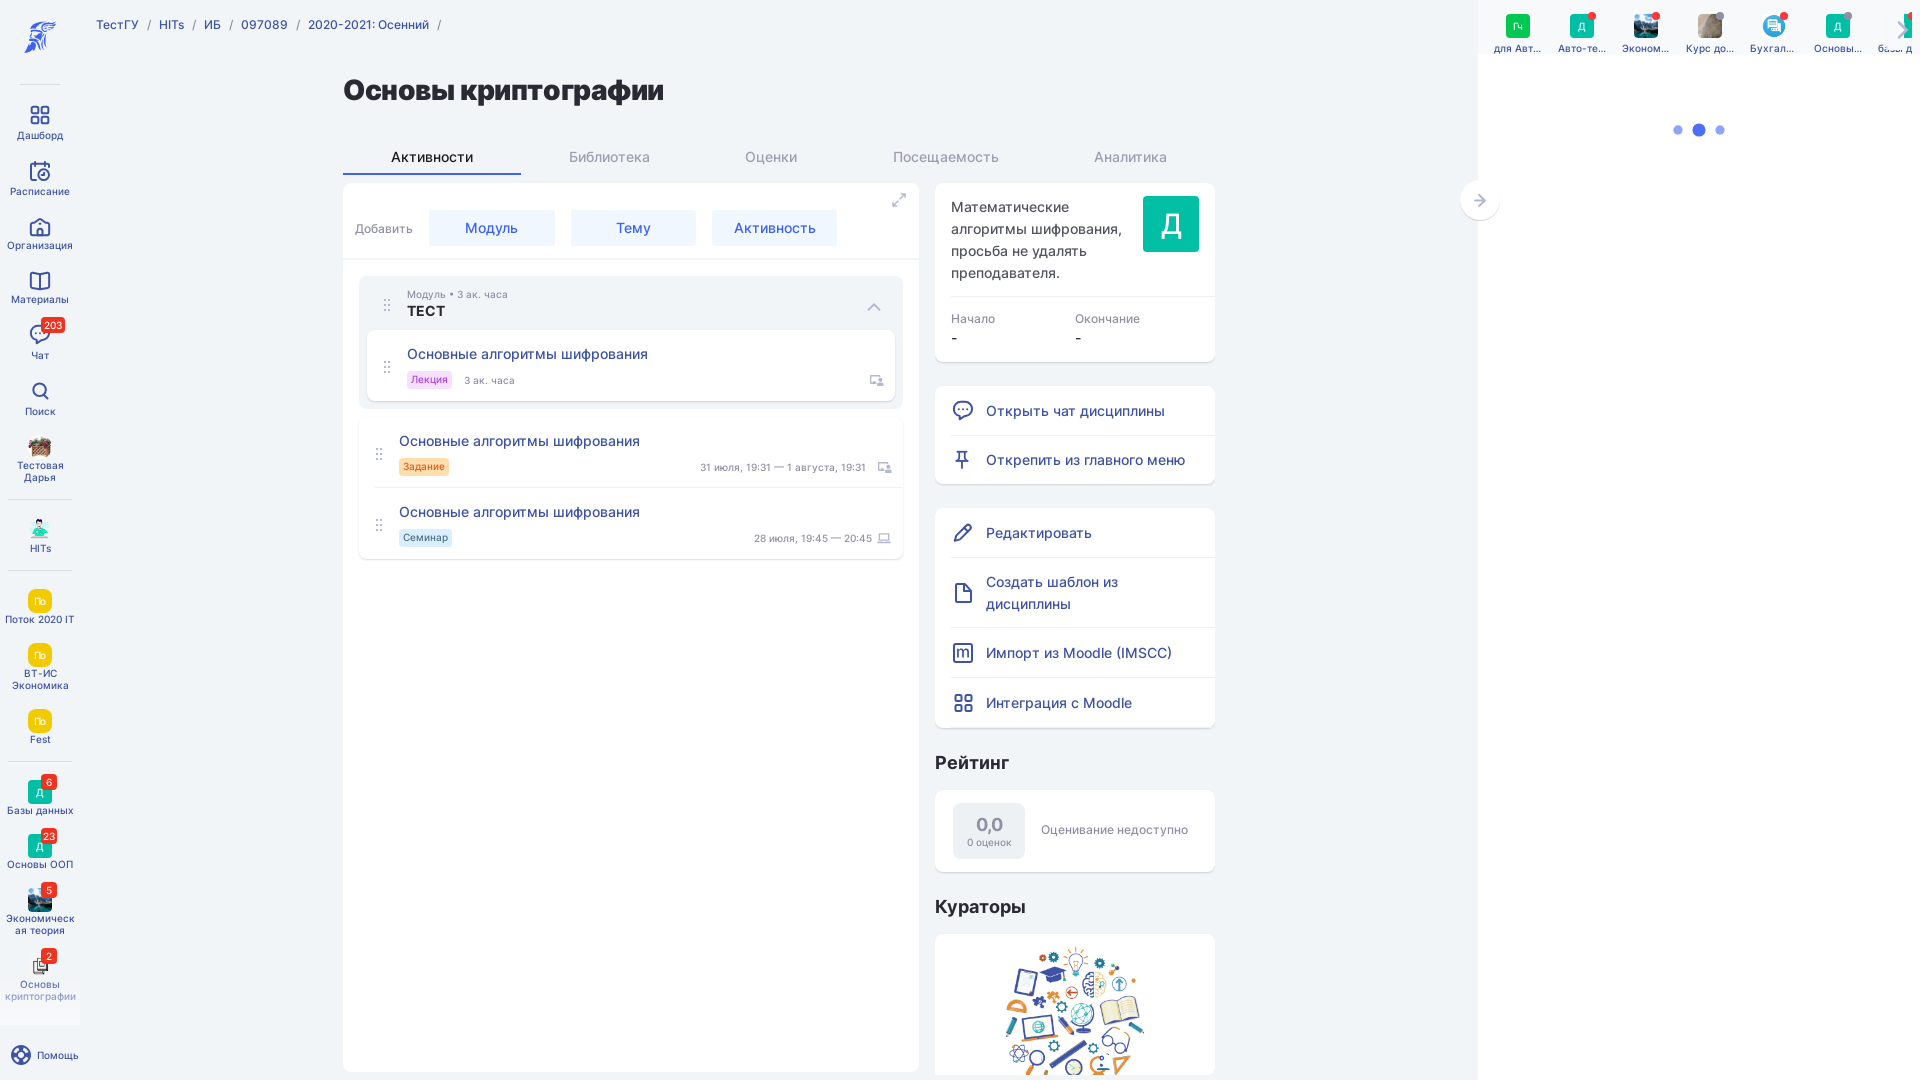 ТестГУ / HITs / ИБ / 097089 / 2020-2021: Осенний /
Дашборд
Расписание
Организация
Материалы
203
Чат
Поиск
Тестовая
Дарья
HITs
По
Поток 2020 IT
По
ВТ-ИС
Экономика
По
Fest
6
Д
Базы данных
23
Д
Основы ООП
5
Экономическ
ая теория
2
Основы
криптографии
Помощь
Основы криптографии
Активности
Библиотека
Оценки
Посещаемость
Аналитика
Добавить
Модуль
Тему
Активность
Модуль • 3 ак. часа
ТЕСТ
Основные алгоритмы шифрования
Лекция 3 ак. часа
Основные алгоритмы шифрования
Задание 31 июля, 19:31 — 1 августа, 19:31
Основные алгоритмы шифрования
Семинар 28 июля, 19:45 — 20:45
Математические
алгоритмы шифрования,
просьба не удалять
преподавателя.
Д
Начало Окончание
- -
Открыть чат дисциплины
Открепить из главного меню
Редактировать
Создать шаблон из
дисциплины
m Импорт из Moodle (IMSCC)
Интеграция с Moodle
Рейтинг
0,0
0 оценок
Оценивание недоступно
Кураторы
Гч
для Авт...
Д
Авто-те...
Эконом...
Курс до...
Бухгал...
Д
Основы...